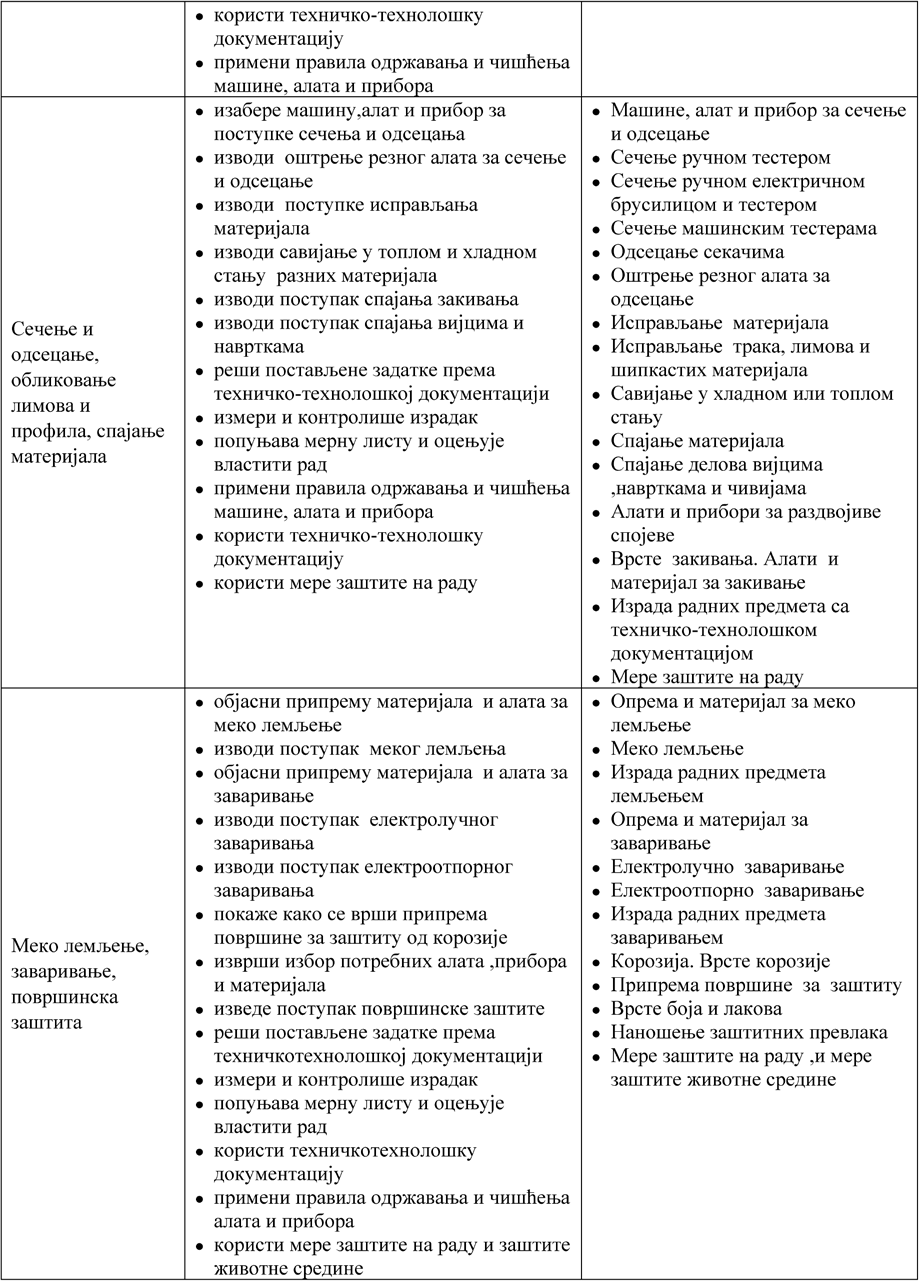 • користи техничко-технолошку
документацију
• примени правила одржавања и чишћења
машине, алата и прибора
Сечење и
одсецање,
обликовање
лимова и
профила, спајање
материјала
• изабере машину,алат и прибор за
поступке сечења и одсецања
• изводи оштрење резног алата за сечење
и одсецање
• изводи поступке исправљања
материјала
• изводи савијање у топлом и хладном
стању разних материјала
• изводи поступак спајања закивања
• изводи поступак спајања вијцима и
навrткама
• реши постављене задатке према
техничко-технолошкој документацији
• измери и контролише израдак
• попуњава мерну листу и оцењује
властити рад
• примени правила одржавања и чишћења
машине, алата и прибора
• користи техничко-технолошку
документацију
• користи мере заштите на раду
• Машине, алат и прибор за сечење
и одсецање
• Сечење ручном тестером
• Сечење ручном електричном
брусилицом и тестером
• Сечење машинским тестерама
• Одсецање секачима
• Оштрење резног алата за
одсецање
• Исправљање материјала
• Исправљање трака, лимова и
шипкастих материјала
• Савијање у хладном или топлом
стању
• Спајање материјала
• Спајање делова вијцима
,навrткама и чивијама
• Алати и прибори за раздвојиве
спојеве
• Врсте закивања. Алати и
материјал за закивање
• Израда радних предмета са
техничко-технолошком
документацијом
• Мере заштите на раду
Меко лемљење,
заваривање,
површинска
заштита
• објасни припрему материјала и алата за
меко лемљење
• изводи поступак меког лемљења
• објасни припрему материјала и алата за
заваривање
• изводи поступак електролучног
заваривања
• изводи поступак електроотпорног
заваривања
• покаже како се врши припрема
површине за заштиту од корозије
• изврши избор потребних алата ,прибора
и материјала
• изведе поступак површинске заштите
• реши постављене задатке према
техничкотехнолошкој документацији
• измери и контролише израдак
• попуњава мерну листу и оцењује
властити рад
• користи техничкотехнолошку
документацију
• примени правила одржавања и чишћења
алата и прибора
• користи мере заштите на раду и заштите
животне средине
• Опрема и материјал за меко
лемљење
• Меко лемљење
• Израда радних предмета
лемљењем
• Опрема и материјал за
заваривање
• Електролучно заваривање
• Електроотпорно заваривање
• Израда радних предмета
заваривањем
• Корозија. Врсте корозије
• Припрема површине за заштиту
• Врсте боја и лакова
• Наношење заштитних превлака
• Мере заштите на раду ,и мере
заштите животне средине